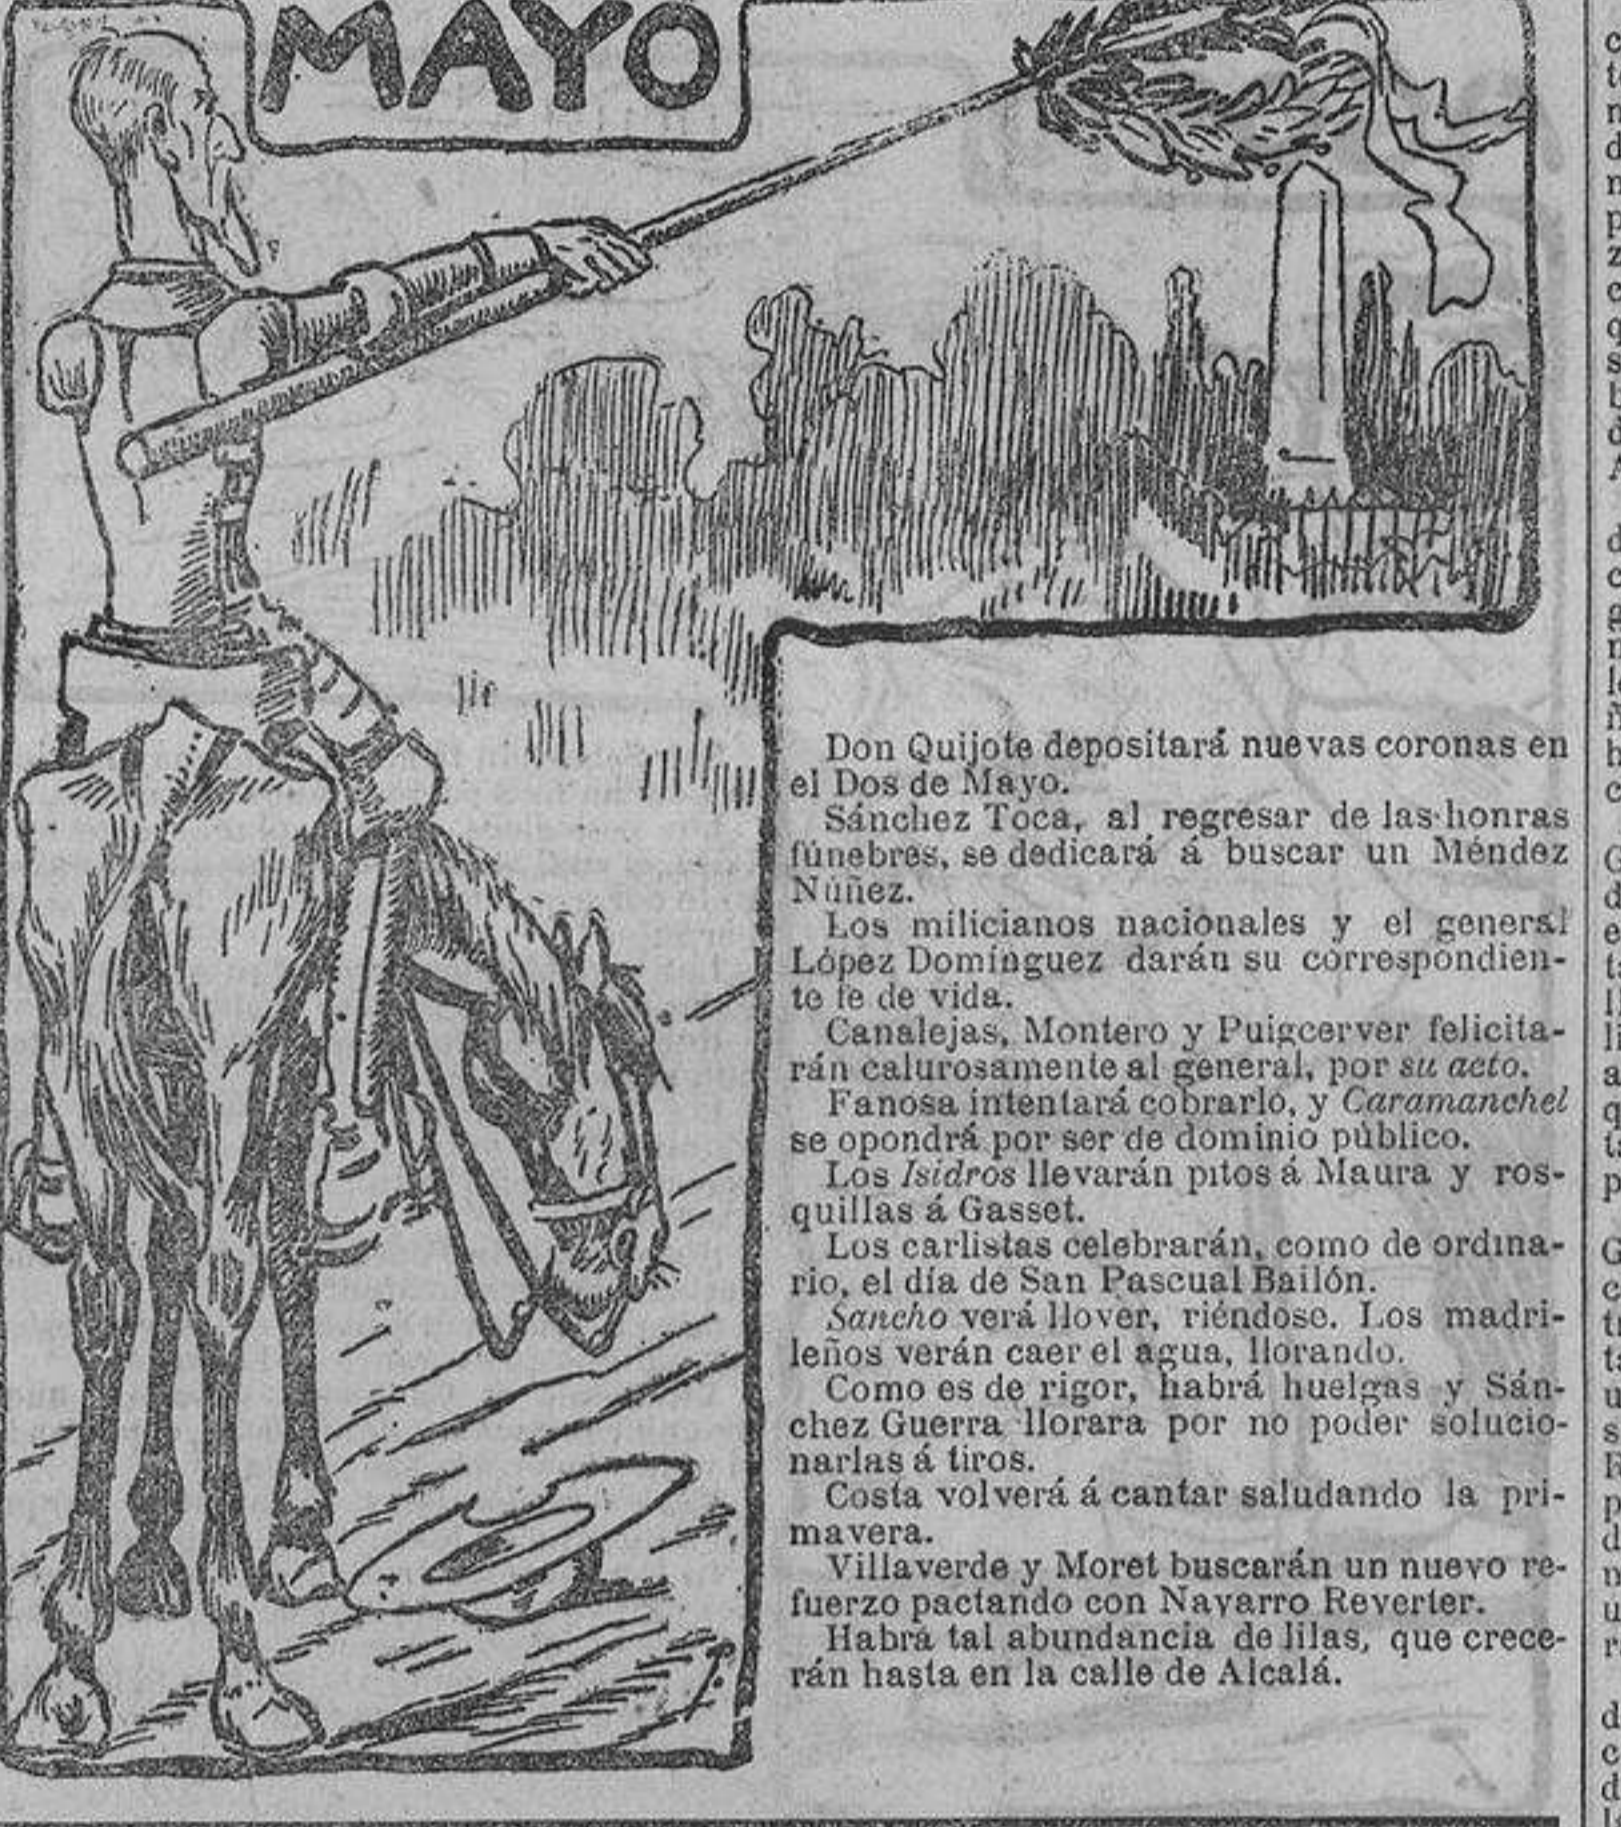 MAYO
Don Quijote depositará nuevas coronas en
el Dos de Mayo.
Sánchez Toca, al regresar de las honras
fúnebres, se dedicará á buscar un Méndez
Núñez.
Los milicianos nacionales y el general
López Domínguez darán su correspondien-
te fe de vida.
Canalejas, Montero y Puigcerver felicita-
rán calurosamente al general, por su acto.
Fanosa intentará cobrarlo, y Caramanchel
se opondrá por ser de dominio público.
Los Isidros llevarán pitos á Maura y ros-
quillas á Gasset.
Los carlistas celebrarán, como de ordina-
rio, el día de San Pascual Bailón.
Sancho verá llover, riéndose. Los madri-
leños verán caer el agua, llorando.
Como es de rigor, habrá huelgas y Sán-
chez Guerra llorara por no poder solucio-
narlas á tiros.
Costa volverá á cantar saludando la pri-
mavera.
Villaverde y Moret buscarán un nuevo re-
fuerzo pactando con Navarro Reverter.
Habrá tal abundancia de lilas, que crece-
rán hasta en la calle de Alcalá.